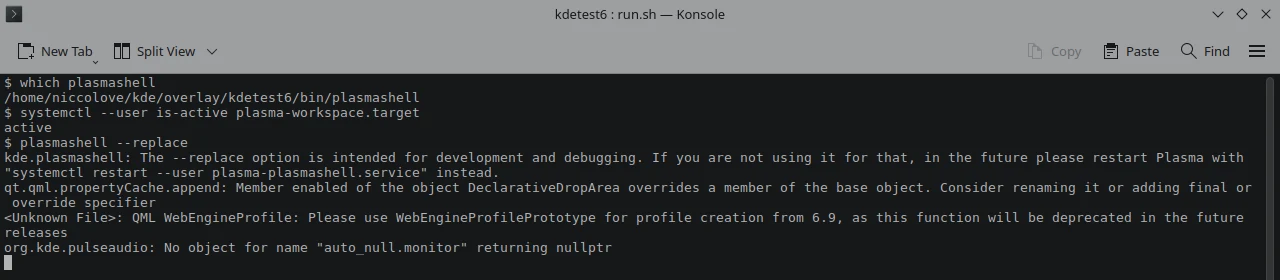 kdetest6 : run.sh — Konsole
New Tab
Split View
Copy
Paste
Find
$ which plasmashell
/home/niccolove/kde/overlay/kdetest6/bin/plasmashell
$ systemctl --user is-active plasma-workspace.target
active
$ plasmashell --replace
kde.plasmashell: The --replace option is intended for development and debugging. If you are not using it for that, in the future please restart Plasma with
"systemctl restart --user plasma-plasmashell.service" instead.
qt.qml.propertyCache.append: Member enabled of the object DeclarativeDropArea overrides a member of the base object. Consider renaming it or adding final or
override specifier
<Unknown File>: QML WebEngineProfile: Please use WebEngineProfilePrototype for profile creation from 6.9, as this function will be deprecated in the future
releases
org.kde.pulseaudio: No object for name "auto_null.monitor" returning nullptr